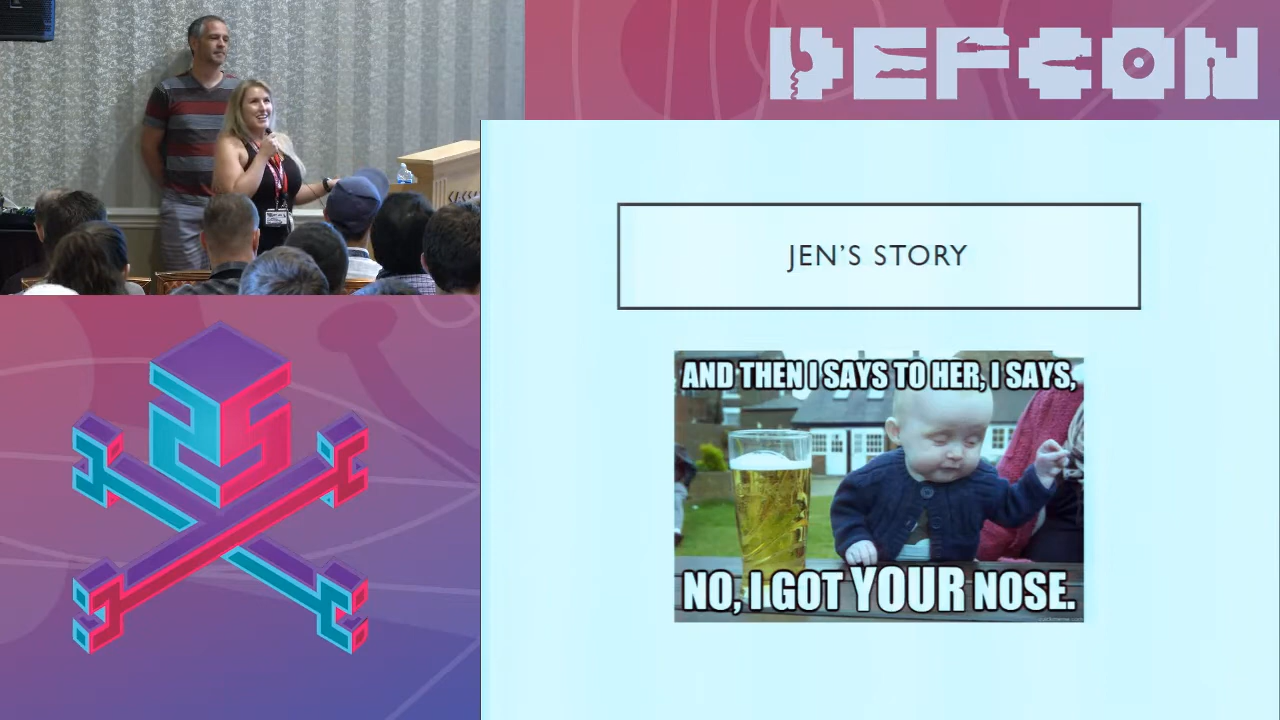 DEFCON
JEN'S STORY
AND THEN I SAYS TO HER, I SAYS,
NO, I GOT YOUR NOSE.